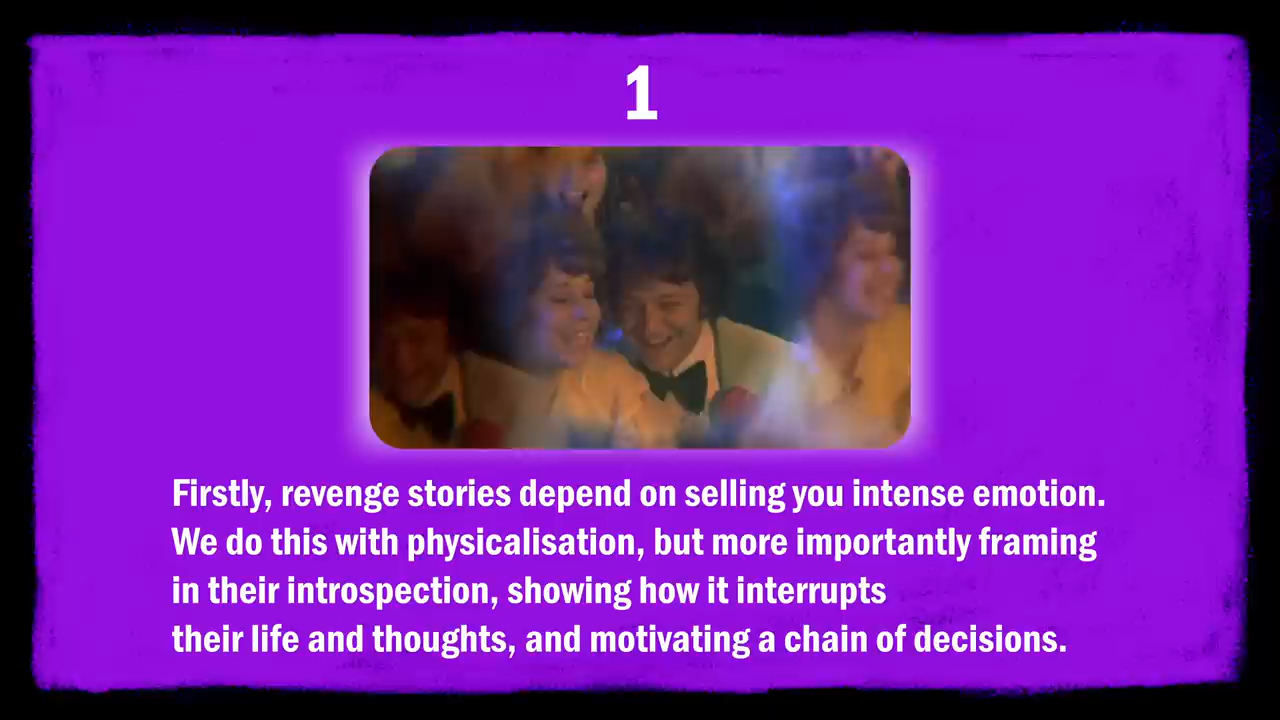 1
Firstly, revenge stories depend on selling you intense emotion.
We do this with physicalisation, but more importantly framing
in their introspection, showing how it interrupts
their life and thoughts, and motivating a chain of decisions.